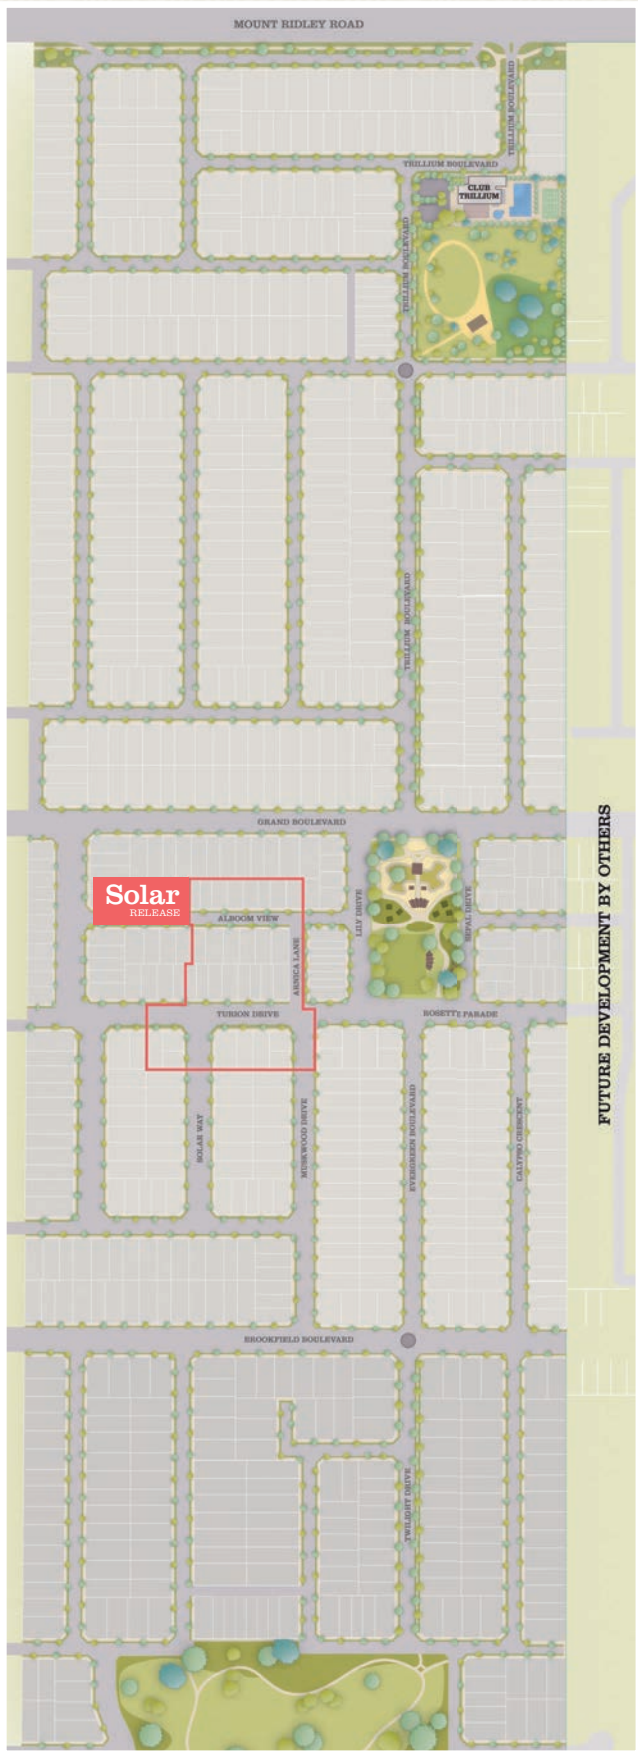 MOUNT RIDLEY ROAD
TRILLIUM BOULEVARD
TRILLIUM BOULEVARD
CLUB
TRILLIUM
TRILLIUM BOULEVARD
TRILLIUM BOULEVARD
GRAND BOULEVARD
FUTURE DEVELOPMENT BY OTHERS
Solar
RELEASE
ALBOOM VIEW
LILY DRIVE
SEPAL DRIVE
ARNICA LANE
TURION DRIVE
ROSETTE PARADE
SOLAR WAY
MUSKWOOD DRIVE
EVERGREEN BOULEVARD
CALYPSO CRESCENT
BROOKFIELD BOULEVARD
TWILIGHT DRIVE